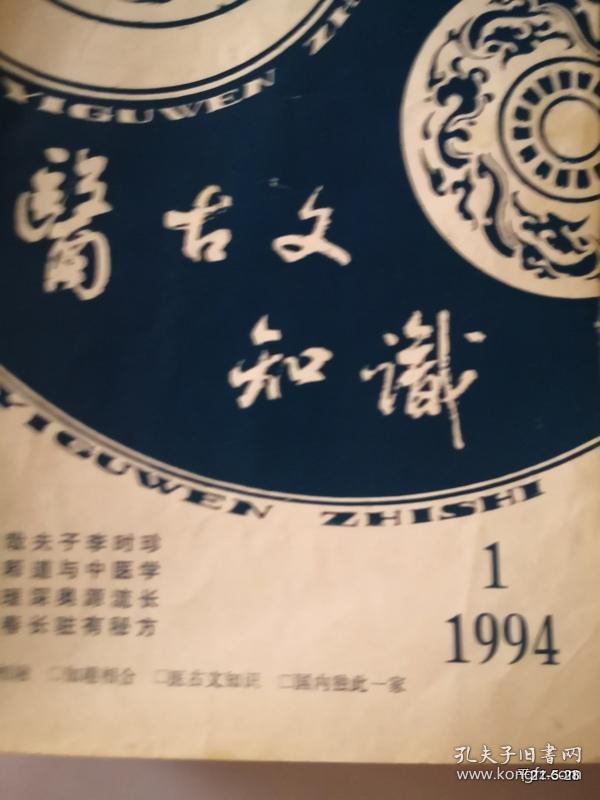 YIGUWEN ZH
醫古文
知識
YIGUWEN ZHISHI
夫子李时珍
道与中医学
深奥源流长
春长驻有秘方
1
1994
□医古文知识 □国内独此一家
孔夫子旧书网
www.kongfz.com